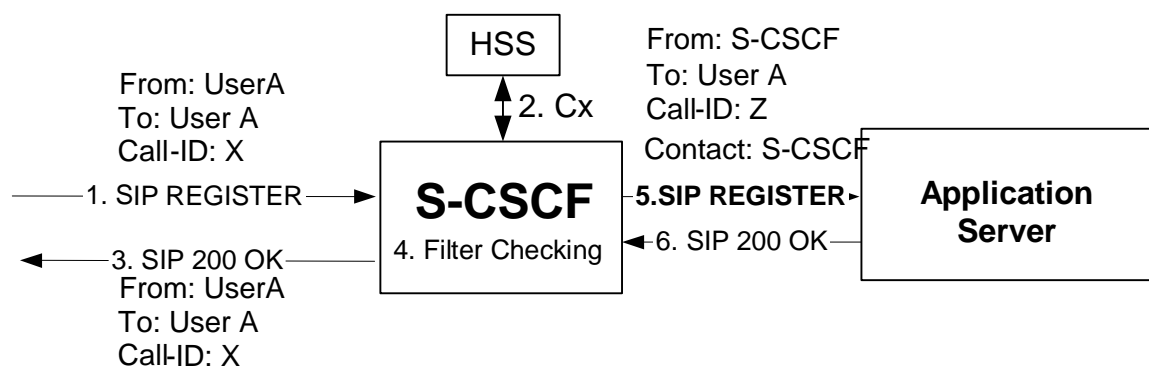 HSS
From: S-CSCF
To: User A
Call-ID: Z
Contact: S-CSCF
From: UserA
To: User A
Call-ID: X
2. Cx
1. SIP REGISTER
S-CSCF
4. Filter Checking
5.SIP REGISTER
6. SIP 200 OK
Application
Server
3. SIP 200 OK
From: UserA
To: User A
Call-ID: X